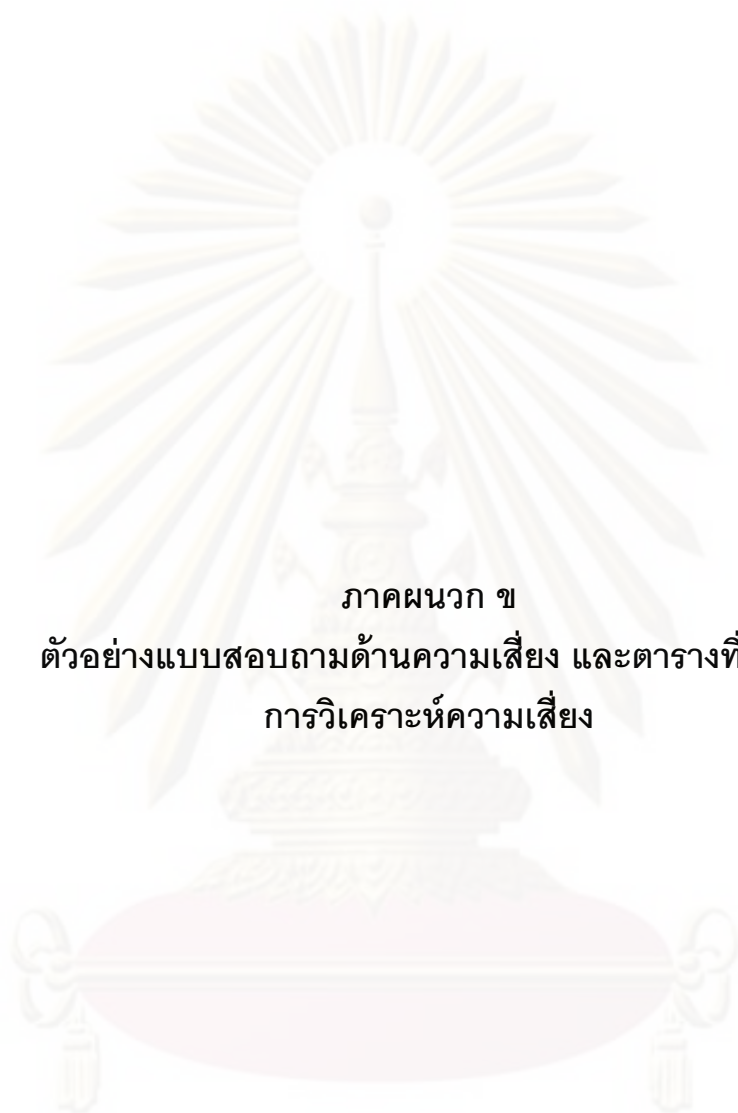 ภาคผนวก ข
ตัวอย่างแบบสอบถามด้านความเสี่ยง และตารางที่
การวิเคราะห์ความเสี่ยง